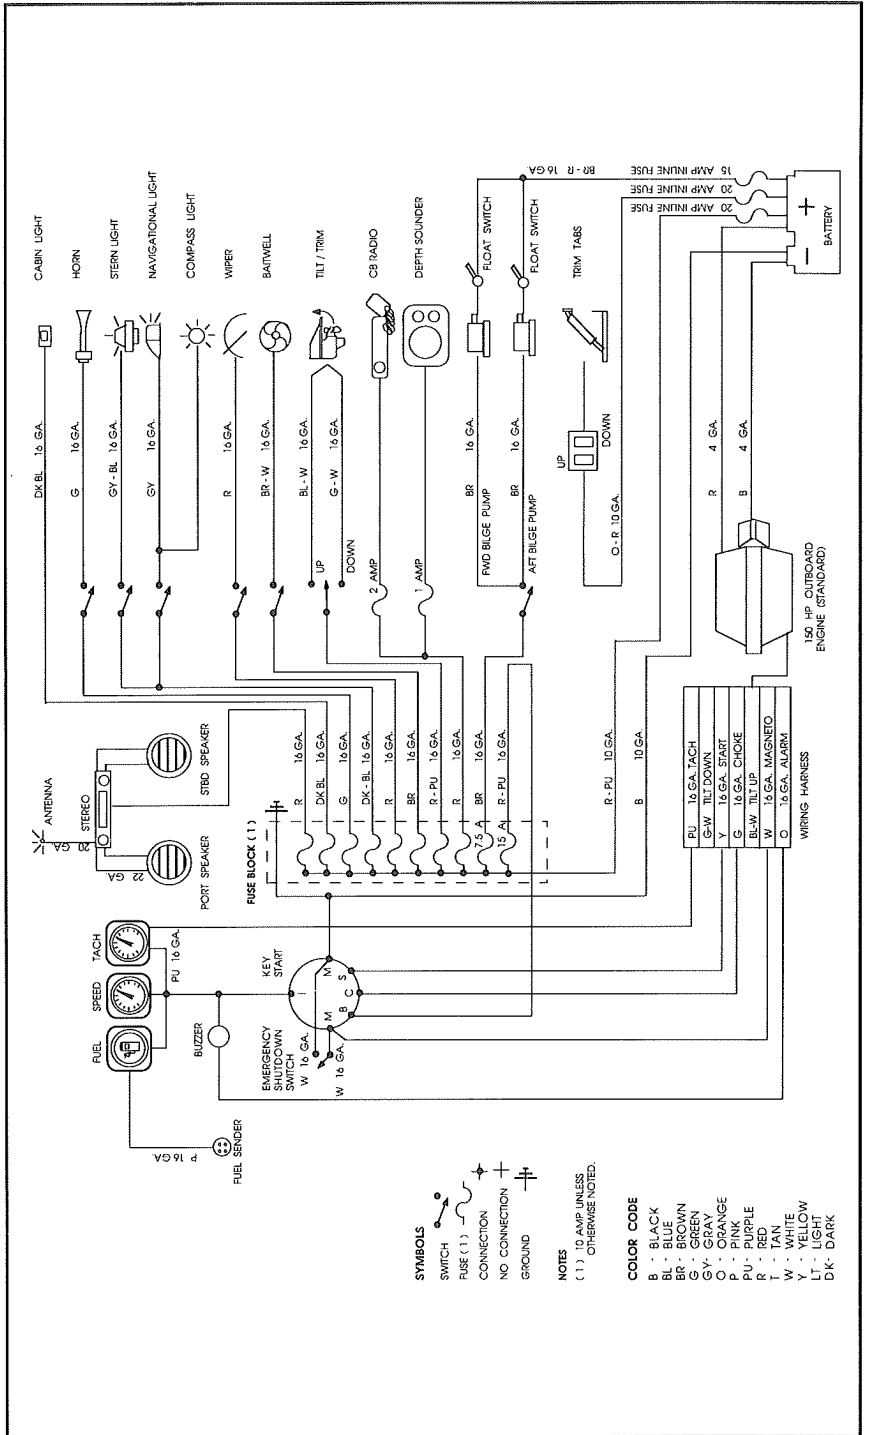 CABIN LIGHT
HORN
STERN LIGHT
NAVIGATIONAL LIGHT
COMPASS LIGHT
WIPER
BAITWELL
TILT / TRIM
CB RADIO
DEPTH SOUNDER
FLOAT SWITCH
FLOAT SWITCH
TRIM TABS
BR - R 16 GA.
15 AMP INLINE FUSE
20 AMP INLINE FUSE
20 AMP INLINE FUSE
+
−
BATTERY
DK BL 16 GA.
G 16 GA.
GY - BL 16 GA.
GY 16 GA.
R 16 GA.
BR - W 16 GA.
BL - W 16 GA.
G - W 16 GA.
UP
DOWN
2 AMP
1 AMP
BR 16 GA.
FWD BILGE PUMP
BR 16 GA.
AFT BILGE PUMP
UP
DOWN
O - R 10 GA.
R 4 GA.
B 4 GA.
150 HP OUTBOARD
ENGINE (STANDARD)
ANTENNA
20 GA.
STEREO
STBD SPEAKER
PORT SPEAKER
22 GA.
FUSE BLOCK ( 1 )
R 16 GA.
DK BL 16 GA.
G 16 GA.
DK - BL 16 GA.
R 16 GA.
BR 16 GA.
R - PU 16 GA.
R 16 GA.
BR 16 GA.
R - PU 16 GA.
7.5 A
15 A
R - PU 10 GA.
B 10 GA.
PU 16 GA. TACH
G-W TILT DOWN
Y 16 GA. START
G 16 GA. CHOKE
BL-W TILT UP
W 16 GA. MAGNETO
O 16 GA. ALARM
WIRING HARNESS
TACH
SPEED
FUEL
PU 16 GA.
BUZZER
KEY
START
I
M
S
C
B
M
EMERGENCY
SHUTDOWN
SWITCH
W 16 GA.
W 16 GA.
P 16 GA.
FUEL SENDER
SYMBOLS
SWITCH
FUSE ( 1 )
CONNECTION
NO CONNECTION
GROUND
NOTES
( 1 ) 10 AMP UNLESS
OTHERWISE NOTED.
COLOR CODE
B - BLACK
BL - BLUE
BR - BROWN
G - GREEN
GY- GRAY
O - ORANGE
P - PINK
PU - PURPLE
R - RED
T - TAN
W - WHITE
Y - YELLOW
LT - LIGHT
DK- DARK